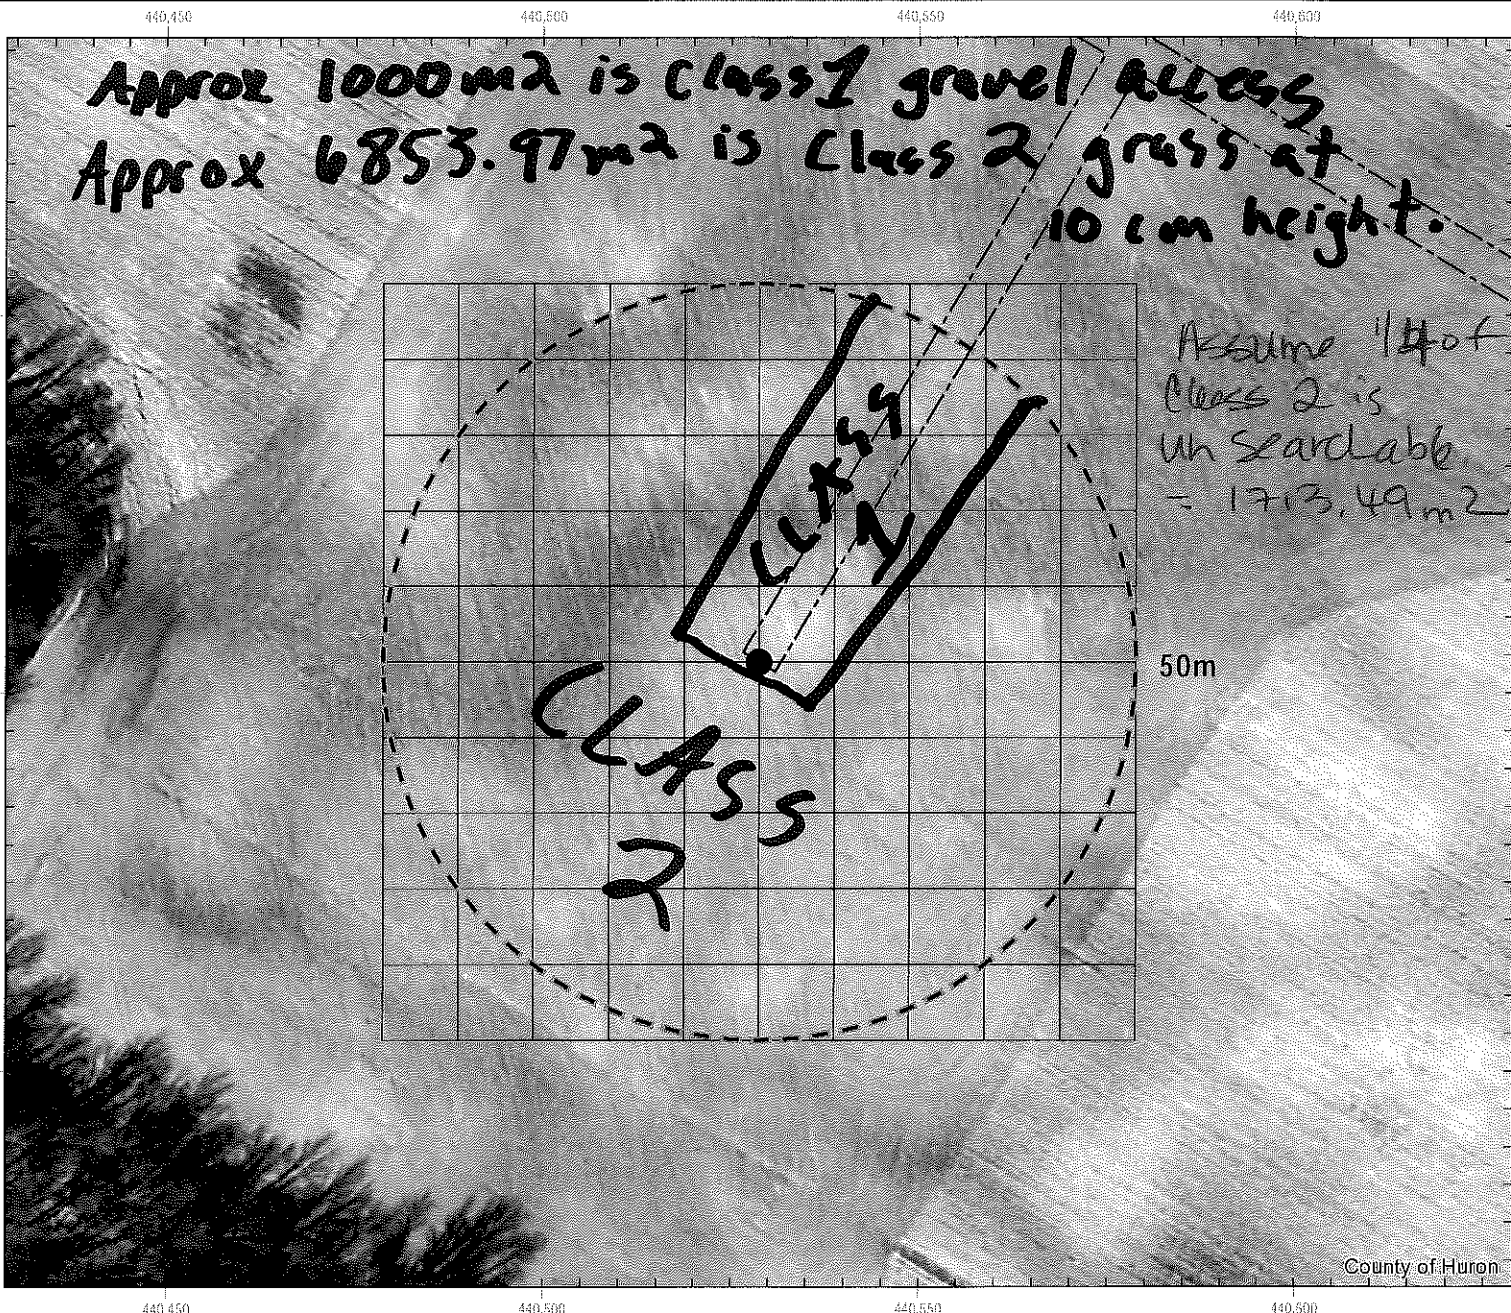 440,450 440,500 440,550 440,600
Approx 1000m2 is Class 1 gravel access
Approx 6853.97m2 is Class 2 grass at
10 cm height.
Assume 1/4 of
Class 2 is
unsearchable
= 1713.49m2
CLASS
1
50m
CLASS
2
County of Huron
440,450 440,500 440,550 440,600